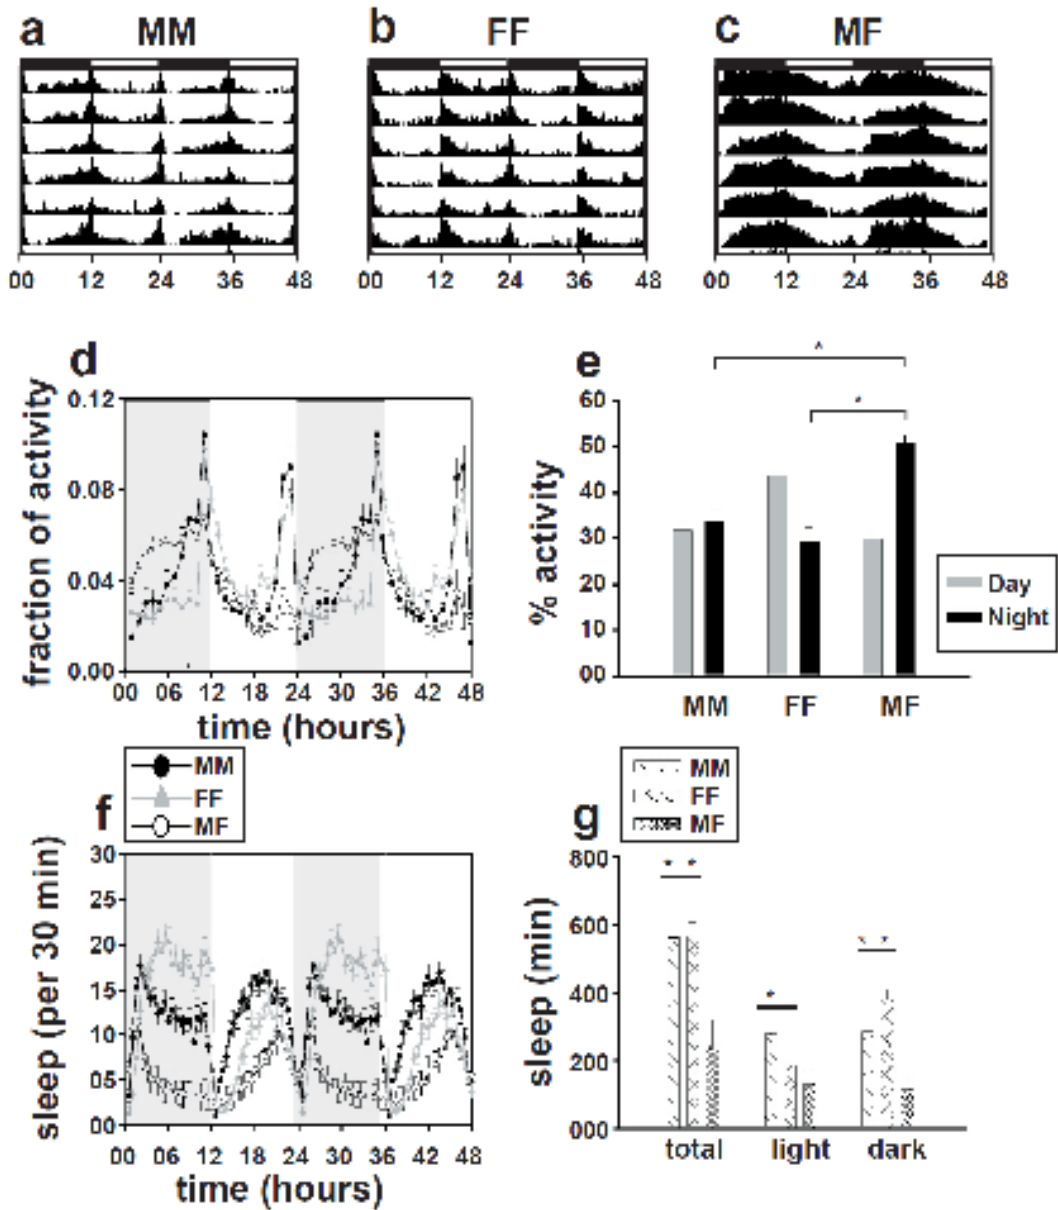 a MM b FF c MF
00 12 24 36 48 00 12 24 36 48 00 12 24 36 48
d e
*
*
fraction of activity
0.12
0.08
0.04
0.00
00 06 12 18 24 30 36 42 48
time (hours)
% activity
60
50
40
30
20
10
00
MM FF MF
Day
Night
MM
FF
MF
f
sleep (per 30 min)
30
25
20
15
10
05
00
00 06 12 18 24 30 36 42 48
time (hours)
MM
FF
MF
g
sleep (min)
800
600
400
200
000
* *
*
* *
total light dark